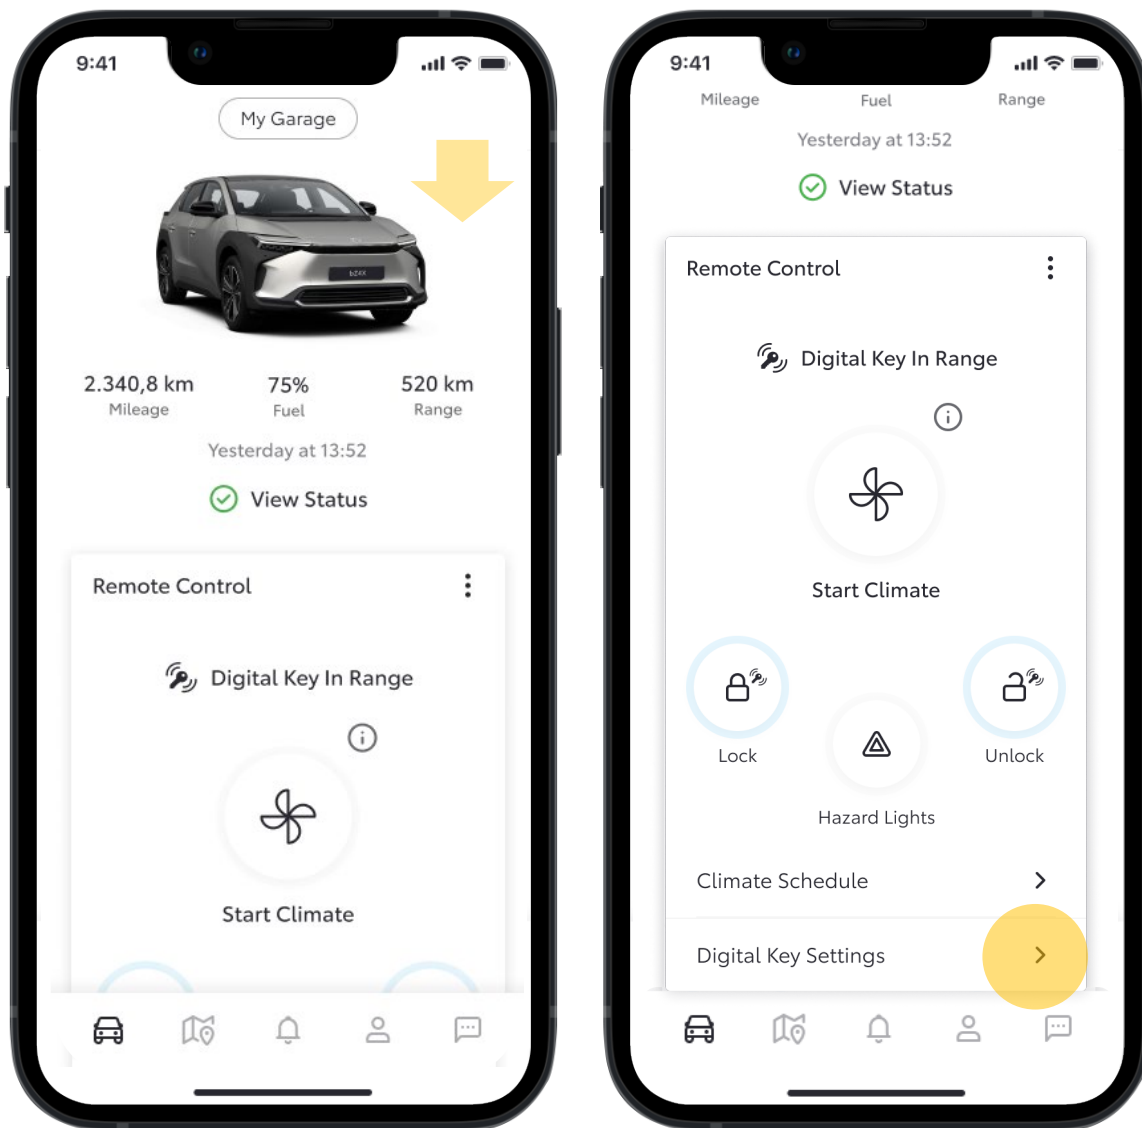 9:41
My Garage
bZ4X
2.340,8 km
75%
520 km
Mileage
Fuel
Range
Yesterday at 13:52
View Status
Remote Control
Digital Key In Range
Start Climate
9:41
Mileage
Fuel
Range
Yesterday at 13:52
View Status
Remote Control
Digital Key In Range
Start Climate
Lock
Unlock
Hazard Lights
Climate Schedule
Digital Key Settings